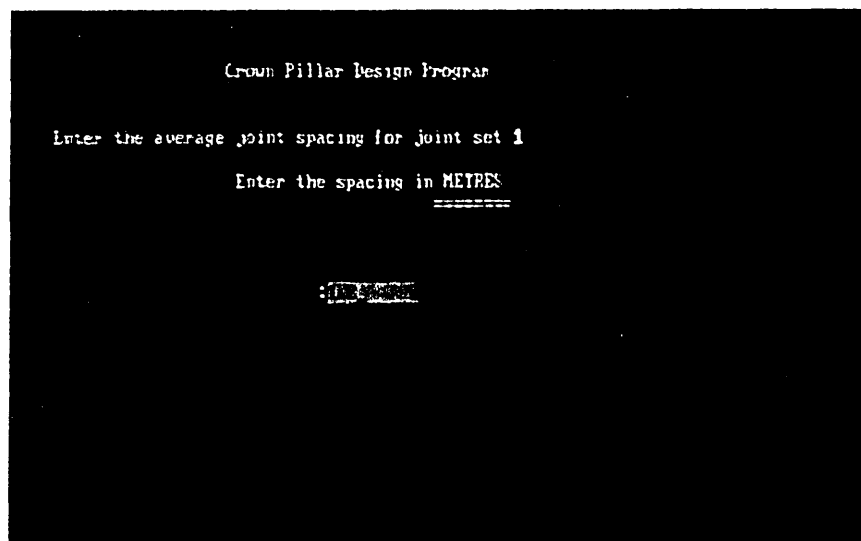 Crown Pillar Design Program
Enter the average joint spacing for joint set 1
Enter the spacing in METRES
========
: